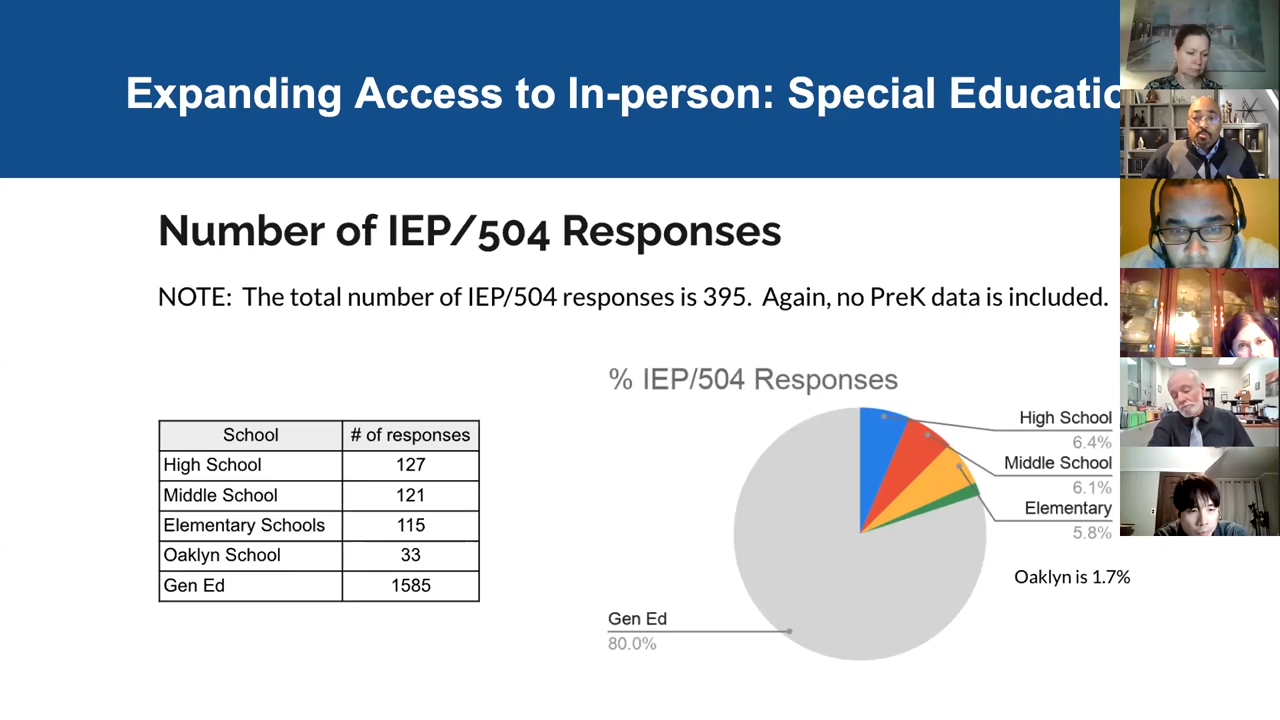 Expanding Access to In-person: Special Educatio
Number of IEP/504 Responses
NOTE: The total number of IEP/504 responses is 395. Again, no PreK data is included.
School # of responses
High School 127
Middle School 121
Elementary Schools 115
Oaklyn School 33
Gen Ed 1585
% IEP/504 Responses
High School
6.4%
Middle School
6.1%
Elementary
5.8%
Oaklyn is 1.7%
Gen Ed
80.0%